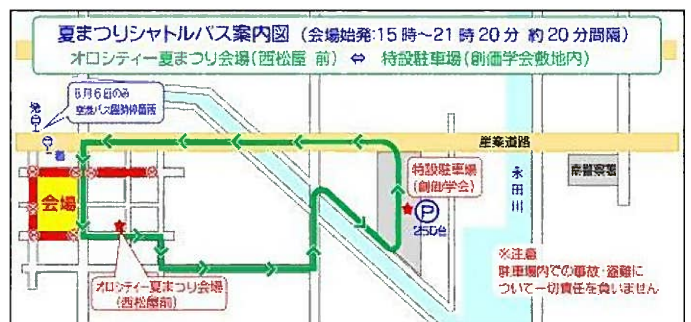 夏まつりシャトルバス案内図 (会場始発:15時～21時20分 約20分間隔)
オロシティー夏まつり会場(西松屋 前) ⇔ 特設駐車場(創価学会敷地内)
発
着
産業道路
南警察署
永田川
会場
特設駐車場
(創価学会)
P
250台
オロシティー夏まつり会場
(西松屋前)
※注意
駐車場内での事故・盗難に
ついて一切責任を負いません